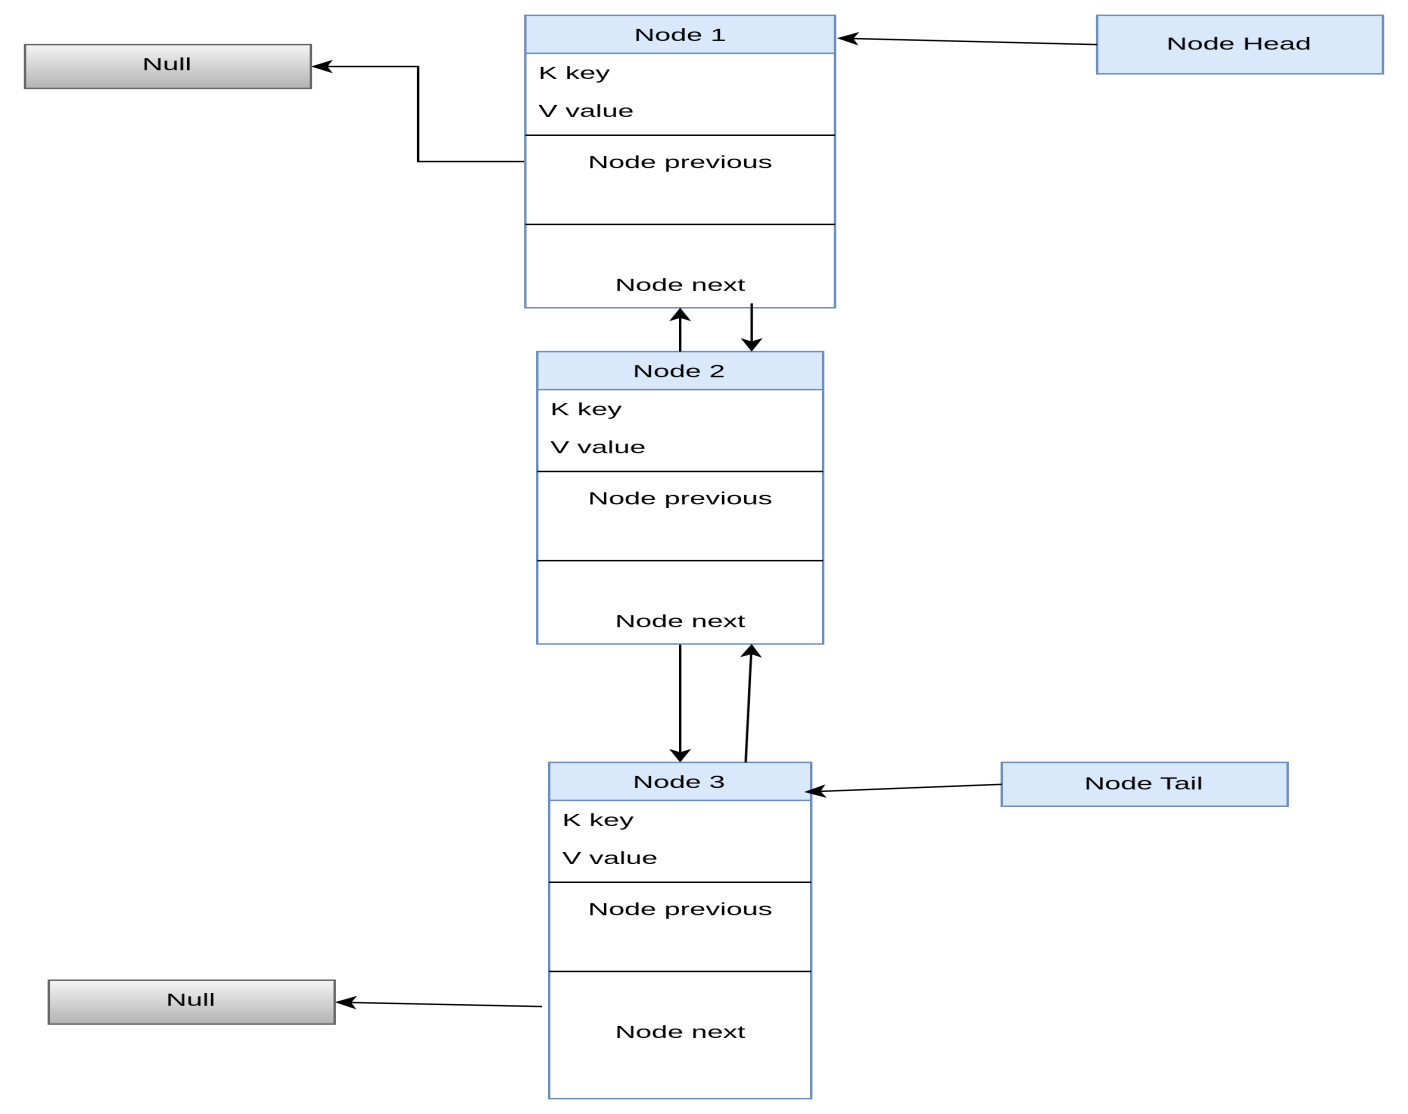 Node 1
Node Head
Null
K key
V value
Node previous
Node next
Node 2
K key
V value
Node previous
Node next
Node 3
Node Tail
K key
V value
Node previous
Null
Node next